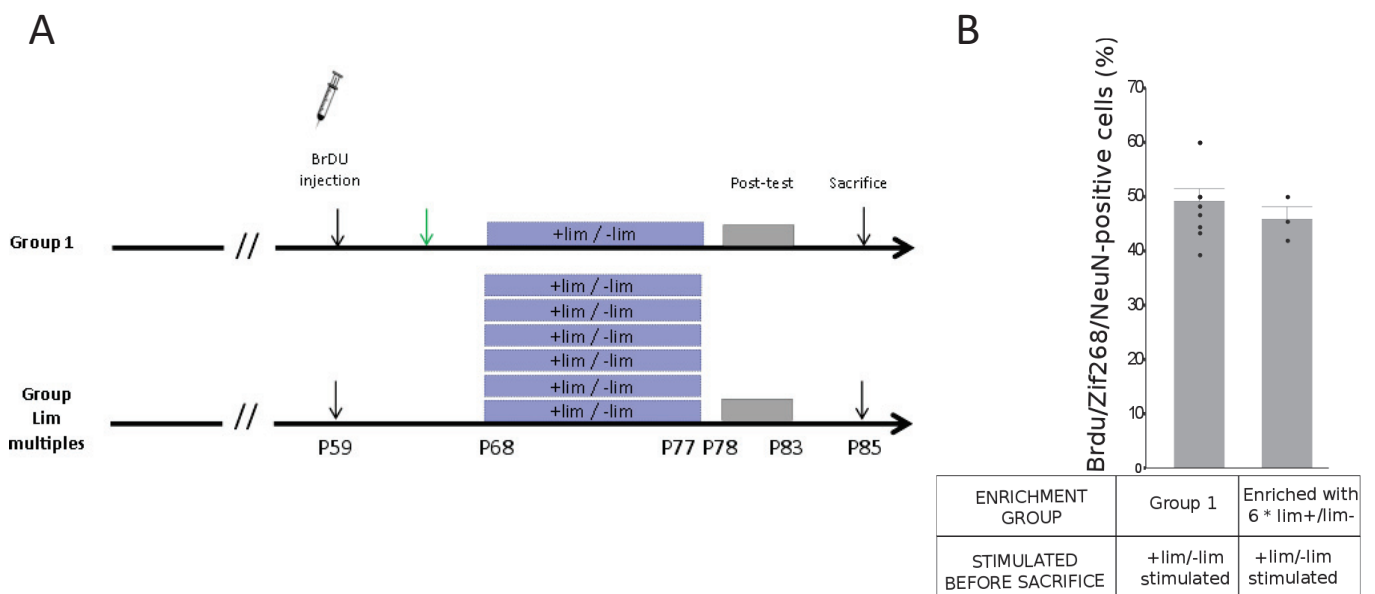 A
BrDU
injection
Post-test
Sacrifice
Group 1
+lim / -lim
+lim / -lim
+lim / -lim
+lim / -lim
+lim / -lim
+lim / -lim
+lim / -lim
Group
Lim
multiples
//
//
P59
P68
P77
P78
P83
P85
B
Brdu/Zif268/NeuN-positive cells (%)
70
60
50
40
30
20
10
0
ENRICHMENT
GROUP
Group 1
Enriched with
6 * lim+/lim-
STIMULATED
BEFORE SACRIFICE
+lim/-lim
stimulated
+lim/-lim
stimulated